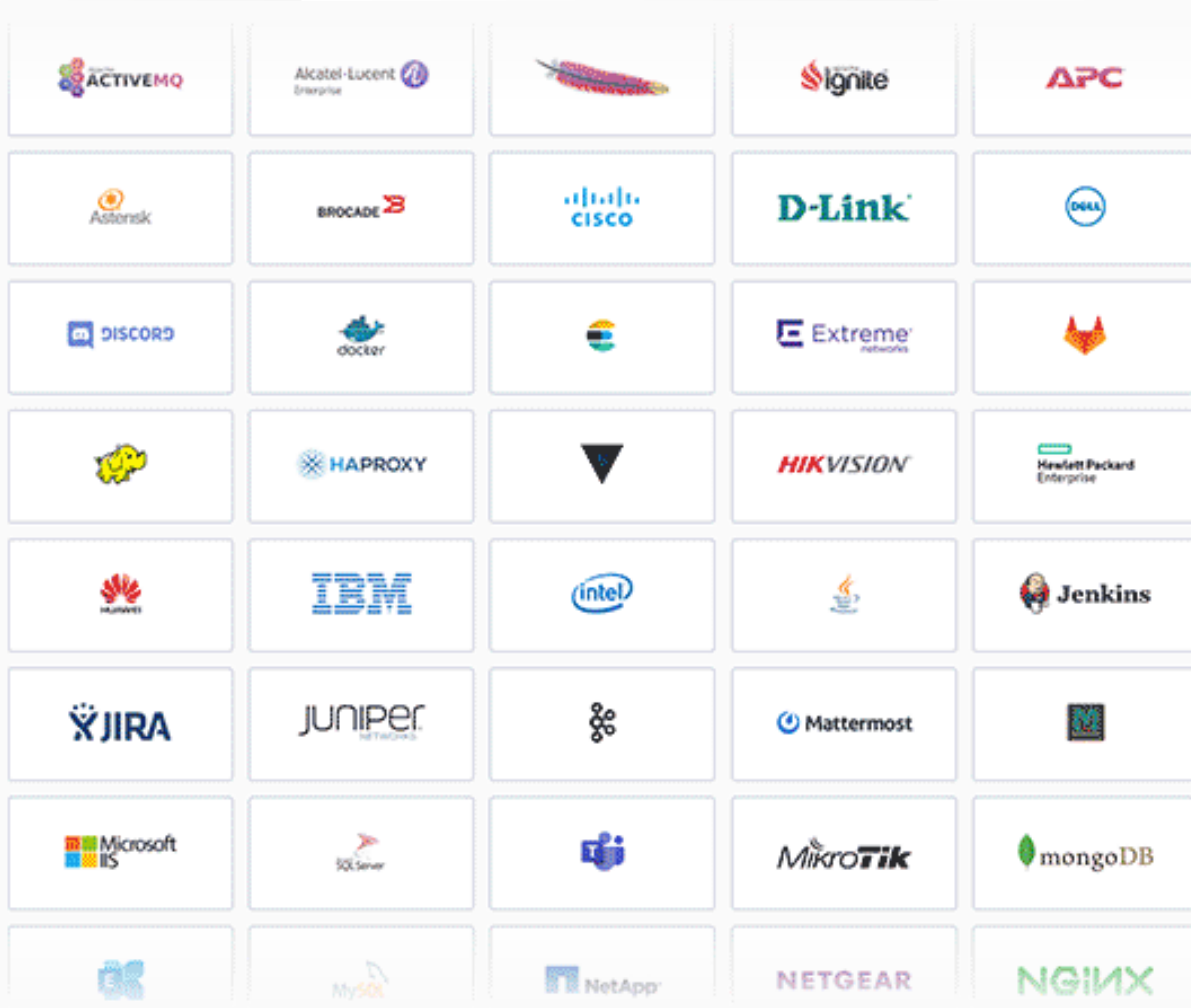 ACTIVEMQ
Alcatel·Lucent
Enterprise
Ignite
APC
Asterisk
BROCADE
CISCO
D-Link
DELL
DISCORD
docker
Extreme
networks
HAPROXY
HIKVISION
Hewlett Packard
Enterprise
HUAWEI
IBM
intel
Jenkins
JIRA
JUNIPER
NETWORKS
Mattermost
M
Microsoft
IIS
SQL Server
T
MikroTik
mongoDB
E
MySQL
NetApp
NETGEAR
NGINX